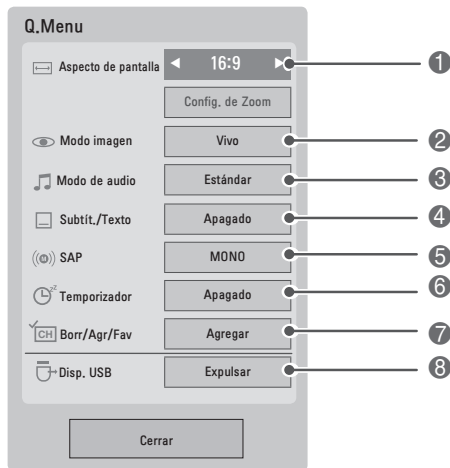 Q.Menu
Aspecto de pantalla ◄ 16:9 ► 1
Config. de Zoom
Modo imagen Vivo 2
Modo de audio Estándar 3
Subtít./Texto Apagado 4
SAP MONO 5
Temporizador Apagado 6
CH Borr/Agr/Fav Agregar 7
Disp. USB Expulsar 8
Cerrar